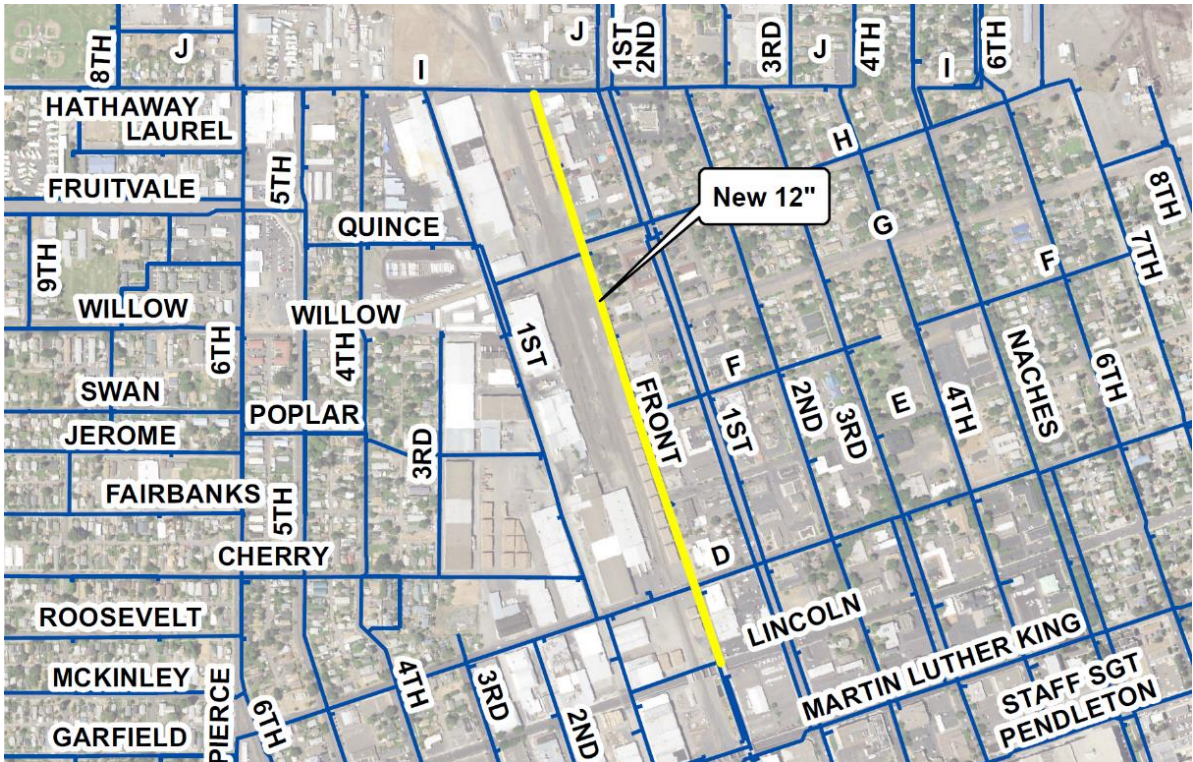 8TH
J
I
J
1ST
2ND
3RD
J
4TH
I
6TH
HATHAWAY
LAUREL
FRUITVALE
5TH
H
8TH
New 12"
QUINCE
G
9TH
F
7TH
WILLOW
WILLOW
6TH
4TH
1ST
NACHES
SWAN
F
2ND
6TH
POPLAR
FRONT
1ST
3RD
E
4TH
JEROME
3RD
FAIRBANKS
5TH
CHERRY
D
ROOSEVELT
LINCOLN
MARTIN LUTHER KING
MCKINLEY
PIERCE
6TH
4TH
3RD
2ND
STAFF SGT
PENDLETON
GARFIELD